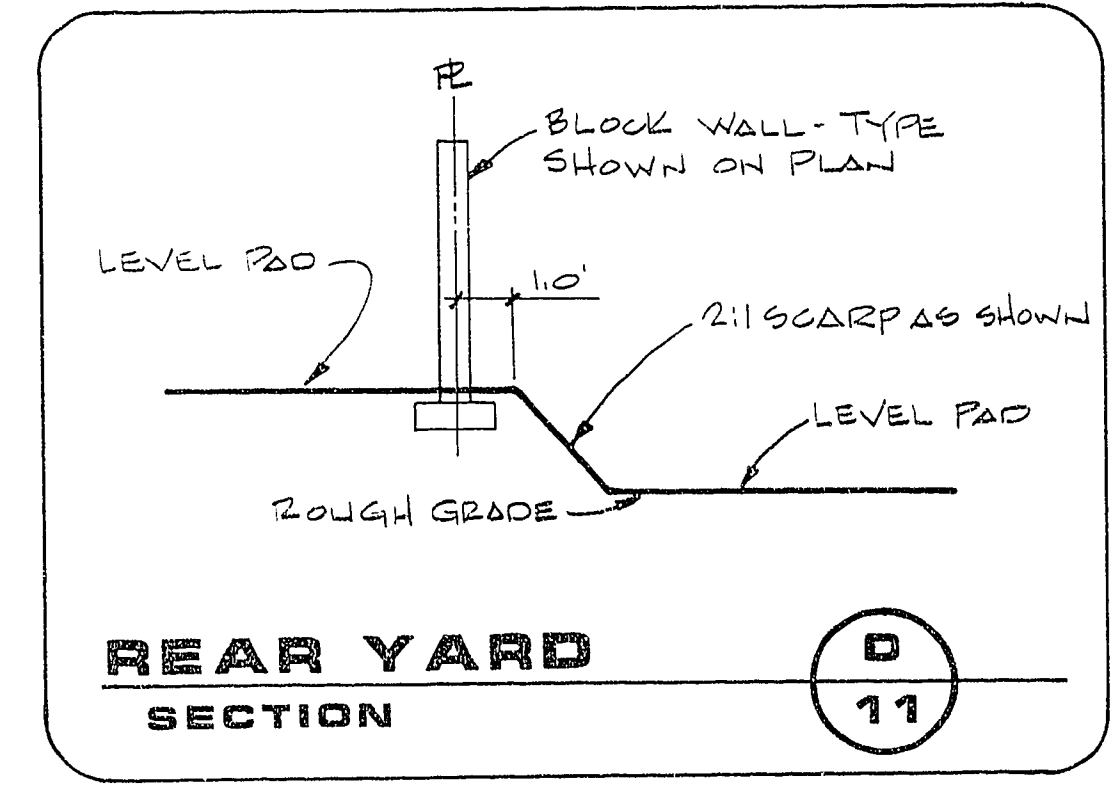 PL
BLOCK WALL - TYPE
SHOWN ON PLAN
LEVEL PAD
1.0'
2:1 SCARP AS SHOWN
LEVEL PAD
ROUGH GRADE
REAR YARD
SECTION
D
11